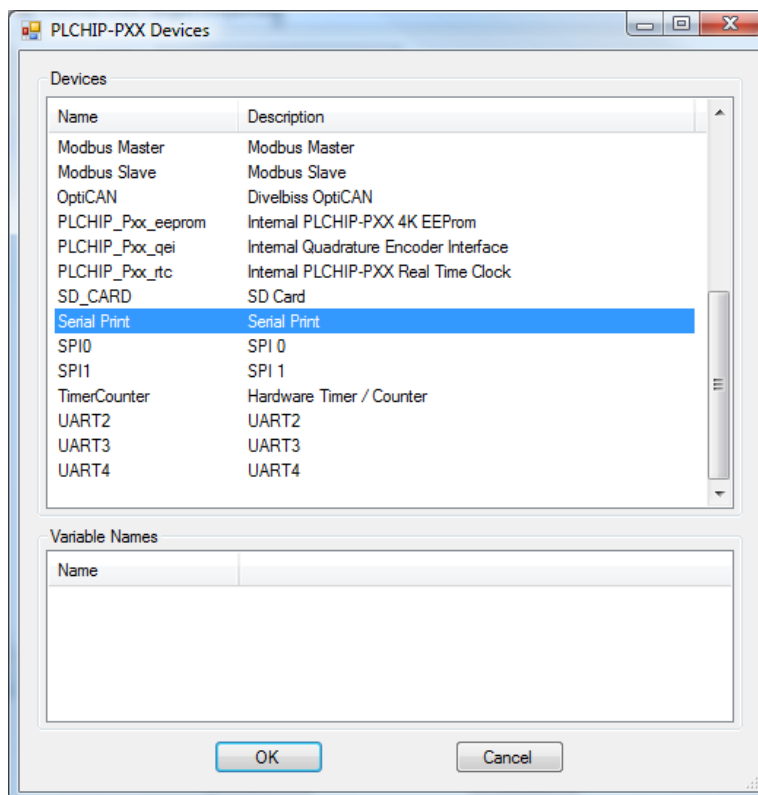 PLCHIP-PXX Devices
Devices
Name Description
Modbus Master Modbus Master
Modbus Slave Modbus Slave
OptiCAN Divelbiss OptiCAN
PLCHIP_Pxx_eeprom Internal PLCHIP-PXX 4K EEProm
PLCHIP_Pxx_qei Internal Quadrature Encoder Interface
PLCHIP_Pxx_rtc Internal PLCHIP-PXX Real Time Clock
SD_CARD SD Card
Serial Print Serial Print
SPI0 SPI 0
SPI1 SPI 1
TimerCounter Hardware Timer / Counter
UART2 UART2
UART3 UART3
UART4 UART4
Variable Names
Name
OK Cancel